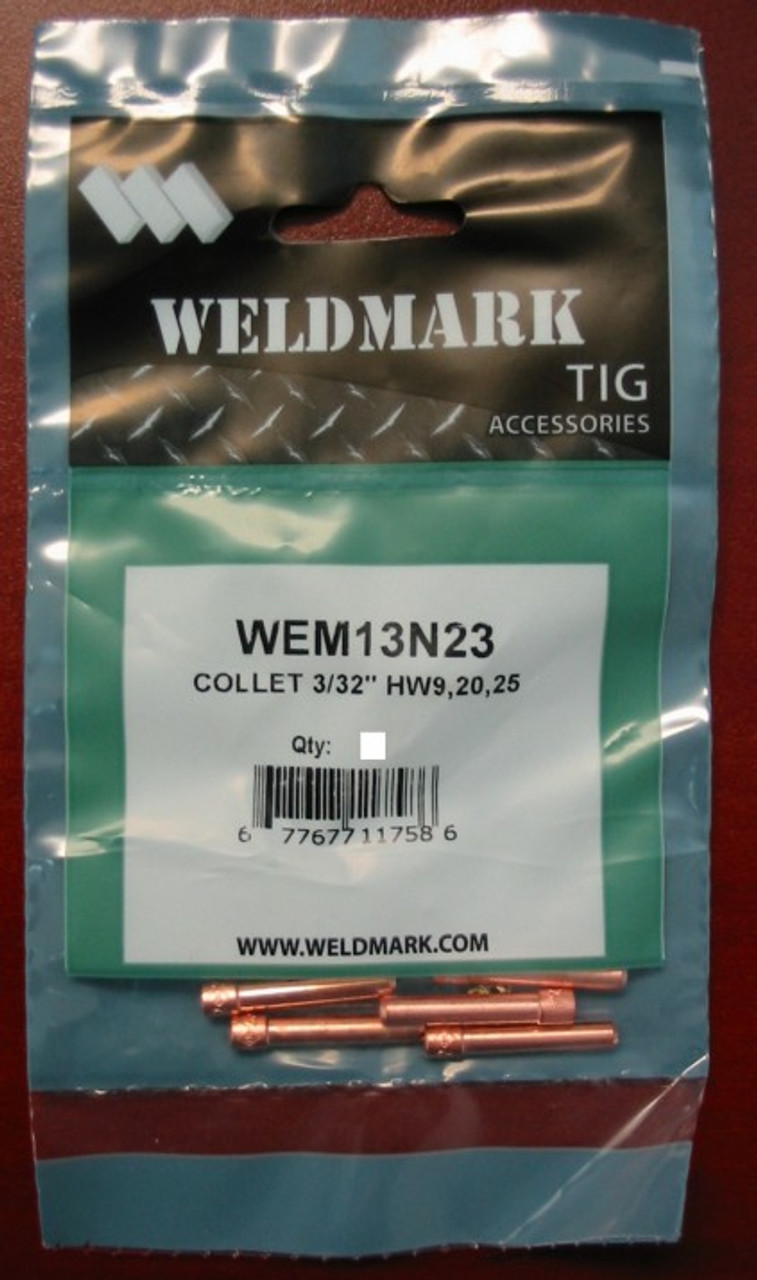 WELDMARK
TIG
ACCESSORIES
WEM13N23
COLLET 3/32" HW9,20,25
Qty:
6 77677 11758 6
WWW.WELDMARK.COM